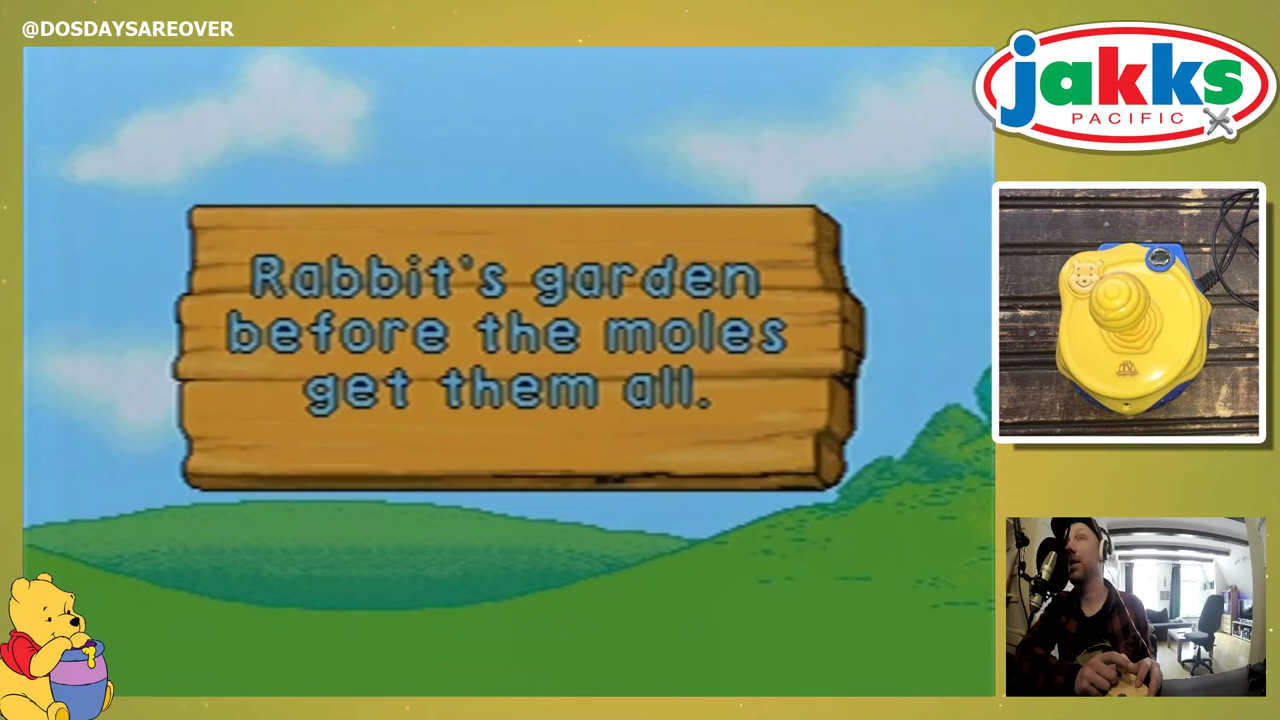 @DOSDAYSAREOVER
jakks
PACIFIC
Rabbit's garden
before the moles
get them all.